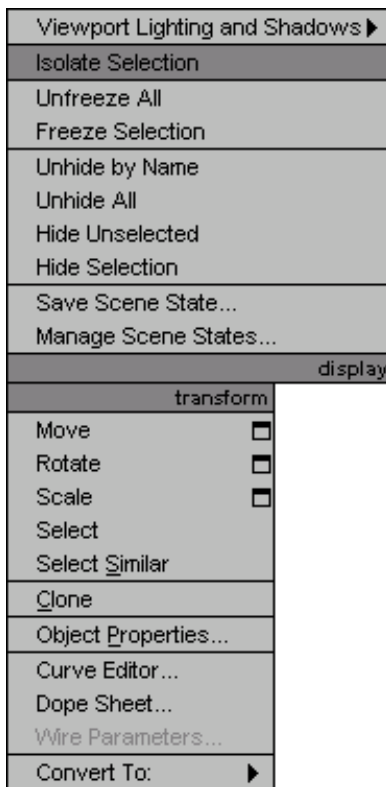 Viewport Lighting and Shadows
Isolate Selection
Unfreeze All
Freeze Selection
Unhide by Name
Unhide All
Hide Unselected
Hide Selection
Save Scene State...
Manage Scene States...
display
transform
Move
Rotate
Scale
Select
Select Similar
Clone
Object Properties...
Curve Editor...
Dope Sheet...
Wire Parameters...
Convert To: